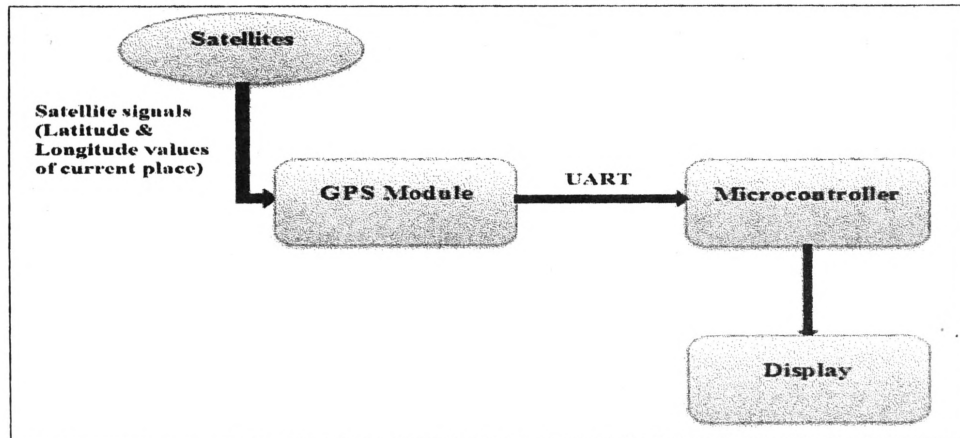 Satellites
Satellite signals
(Latitude &
Longitude values
of current place)
GPS Module
UART
Microcontroller
Display